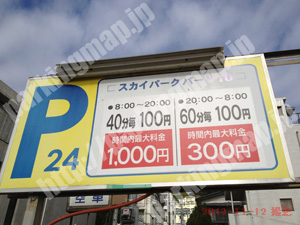 P
24
スカイパーク
● 8:00～20:00
40分毎 100円
時間内最大料金
1,000円
● 20:00～8:00
60分毎 100円
時間内最大料金
300円
空車
parkingmap.jp